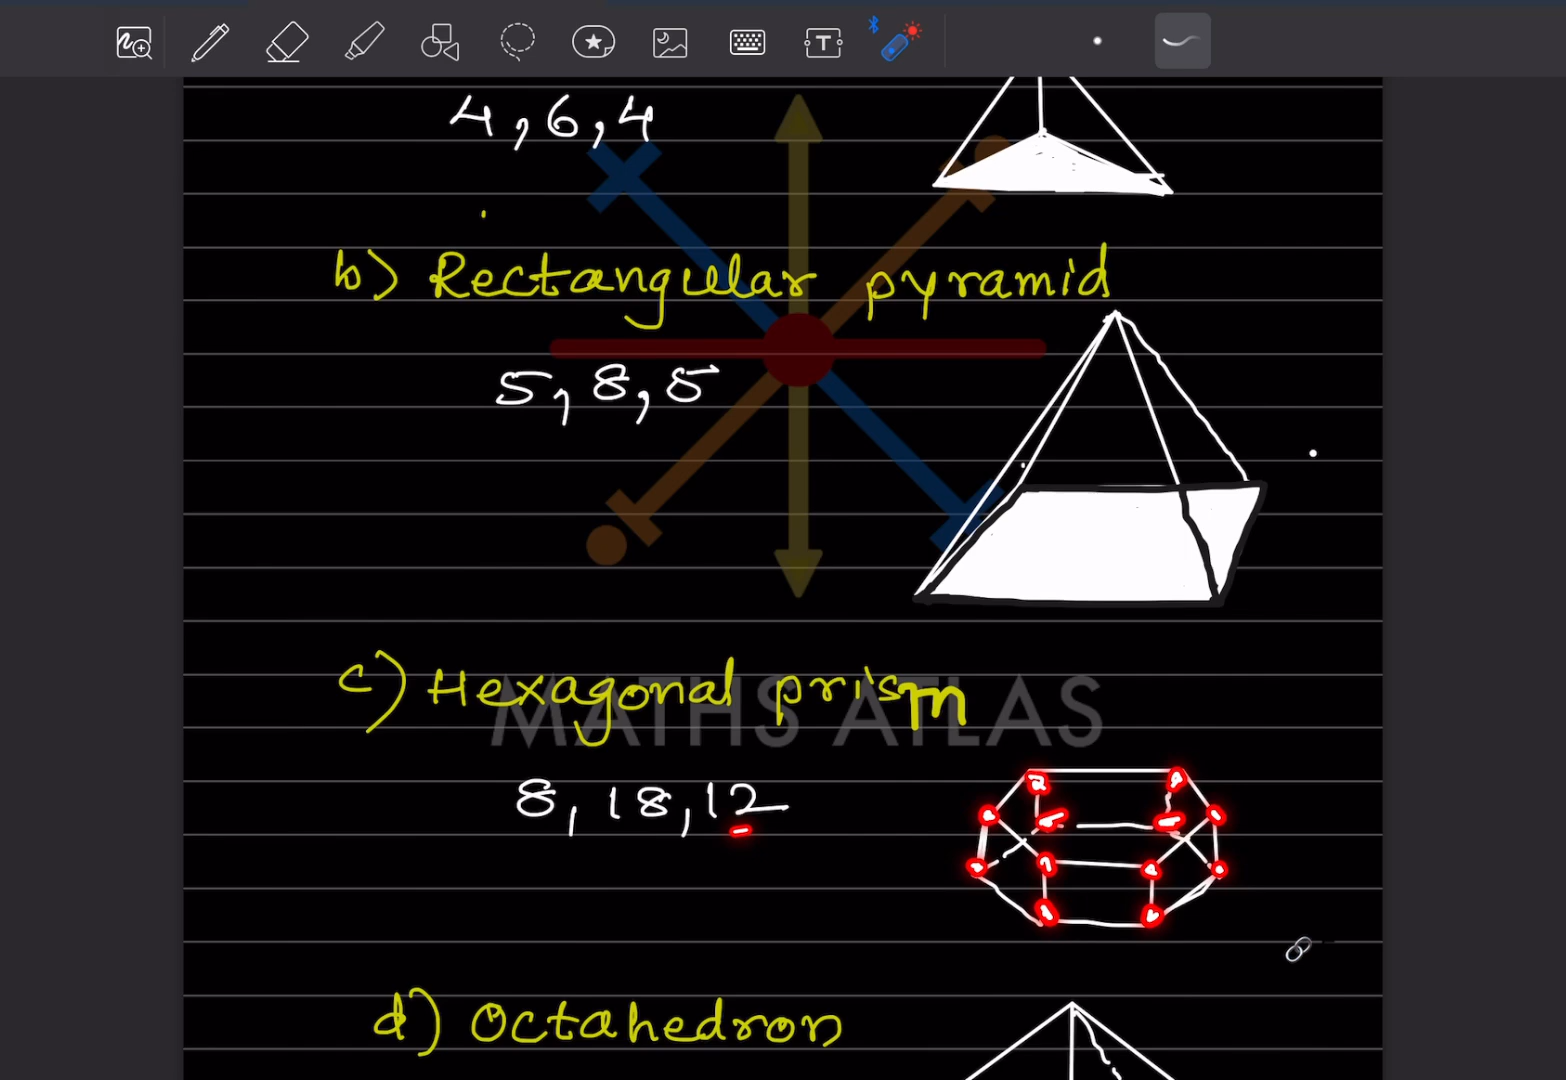 4, 6, 4
b) Rectangular pyramid
5, 8, 5
c) Hexagonal prism
MATHS ATLAS
8, 18, 12
d) Octahedron